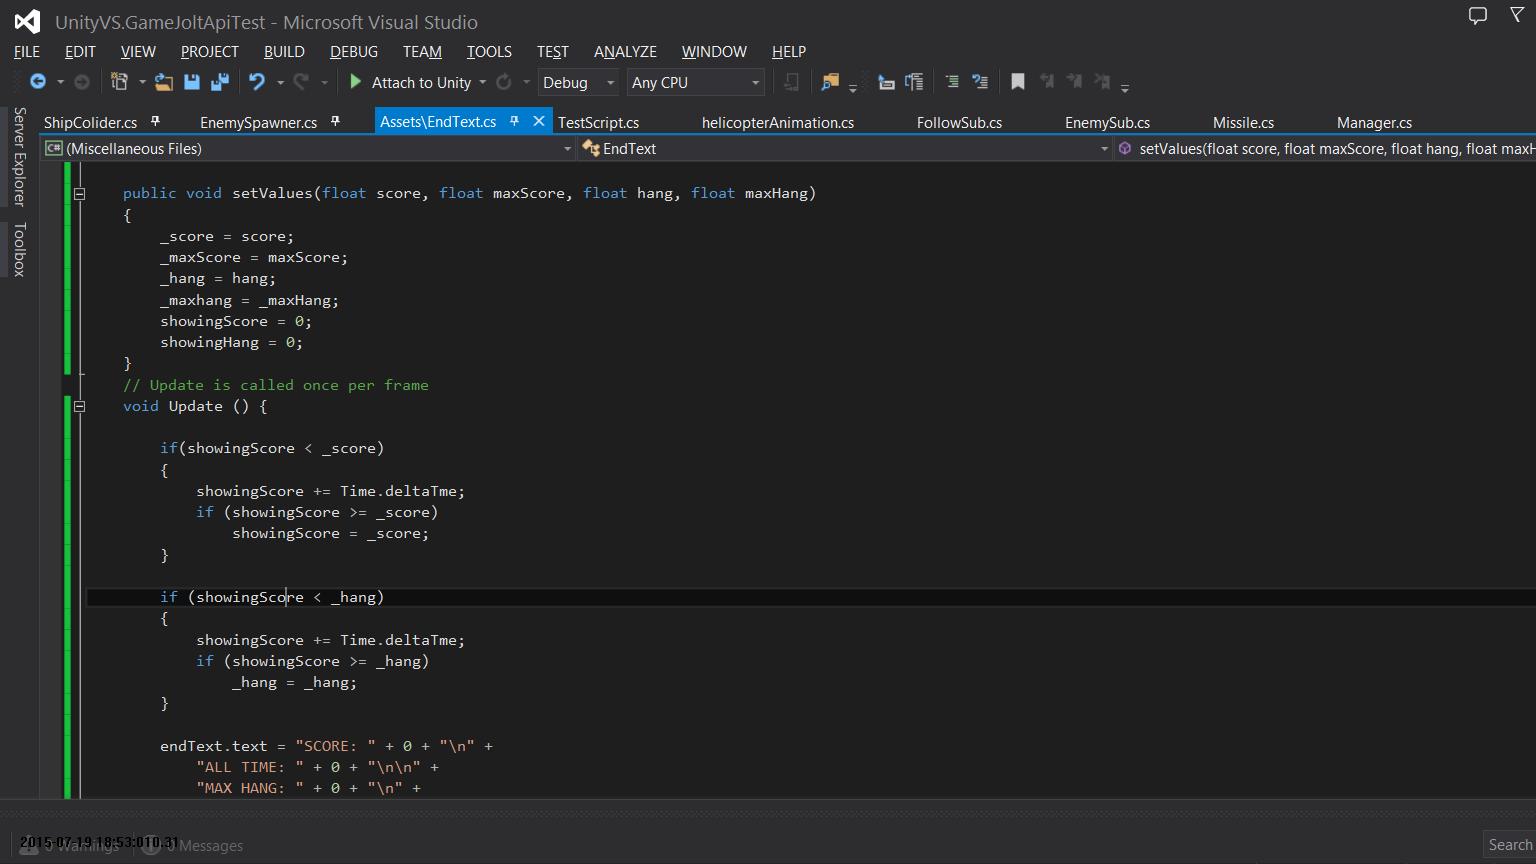 UnityVS.GameJoltApiTest - Microsoft Visual Studio
FILE EDIT VIEW PROJECT BUILD DEBUG TEAM TOOLS TEST ANALYZE WINDOW HELP
Attach to Unity Debug Any CPU
Server Explorer
Toolbox
ShipColider.cs EnemySpawner.cs Assets\EndText.cs TestScript.cs helicopterAnimation.cs FollowSub.cs EnemySub.cs Missile.cs Manager.cs
C# (Miscellaneous Files) EndText setValues(float score, float maxScore, float hang, float maxH
public void setValues(float score, float maxScore, float hang, float maxHang)
{
_score = score;
_maxScore = maxScore;
_hang = hang;
_maxhang = _maxHang;
showingScore = 0;
showingHang = 0;
}
// Update is called once per frame
void Update () {
if(showingScore < _score)
{
showingScore += Time.deltaTme;
if (showingScore >= _score)
showingScore = _score;
}
if (showingScore < _hang)
{
showingScore += Time.deltaTme;
if (showingScore >= _hang)
_hang = _hang;
}
endText.text = "SCORE: " + 0 + "\n" +
"ALL TIME: " + 0 + "\n\n" +
"MAX HANG: " + 0 + "\n" +
2015-07-19 18:53:010.31
0 Warnings 0 Messages
Search